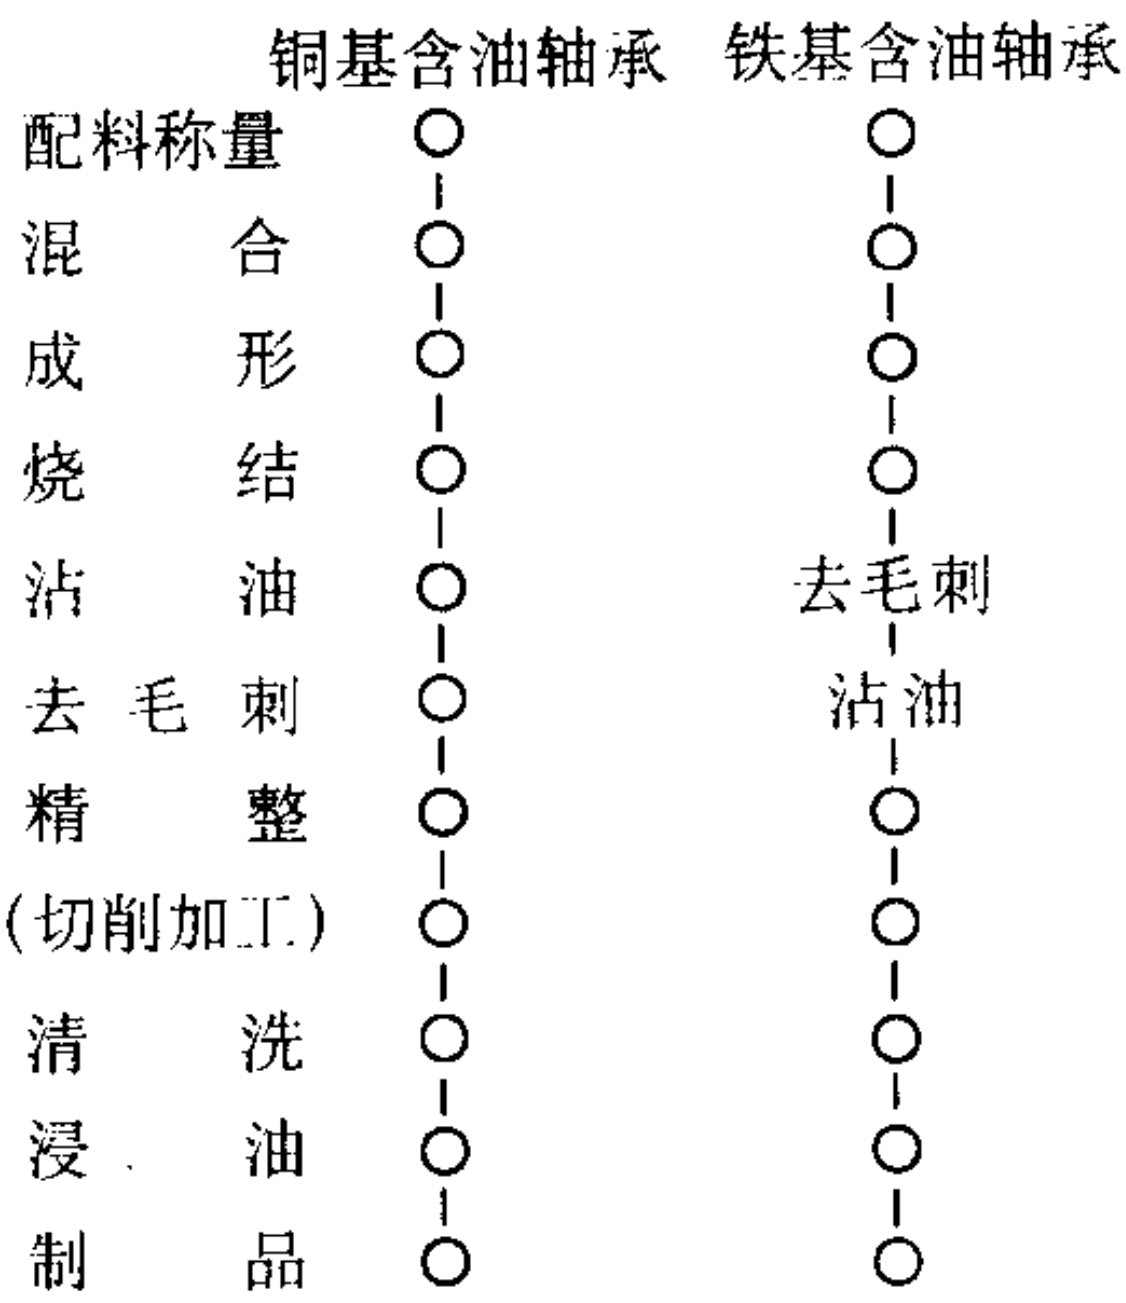 铜基含油轴承 铁基含油轴承
配料称量
混合
成形
烧结
沾油 去毛刺
去毛刺 沾油
精整
(切削加工)
清洗
浸油
制品